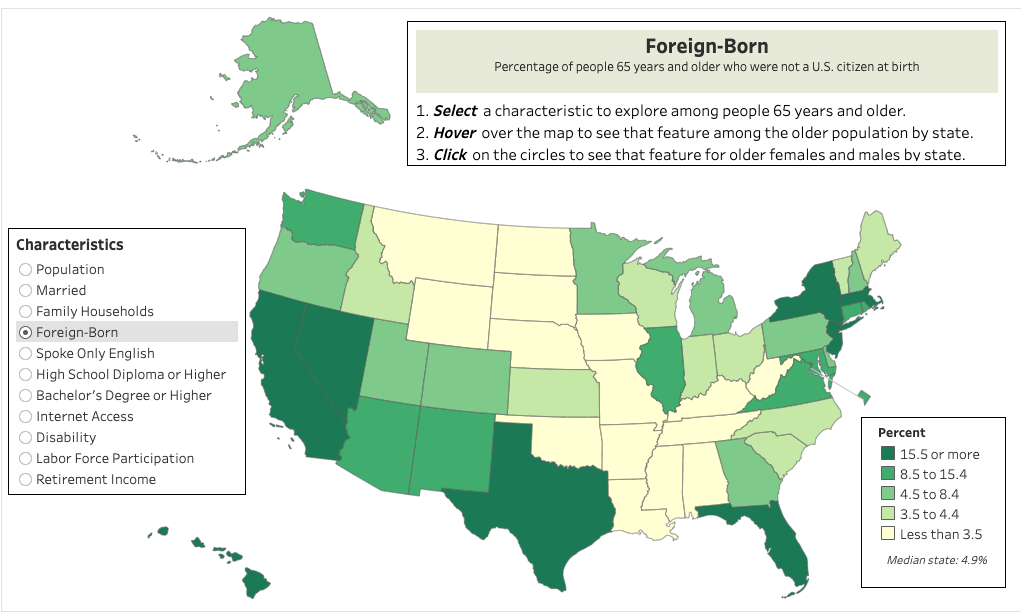 Foreign-Born
Percentage of people 65 years and older who were not a U.S. citizen at birth
1. Select a characteristic to explore among people 65 years and older.
2. Hover over the map to see that feature among the older population by state.
3. Click on the circles to see that feature for older females and males by state.
Characteristics
Population
Married
Family Households
Foreign-Born
Spoke Only English
High School Diploma or Higher
Bachelor's Degree or Higher
Internet Access
Disability
Labor Force Participation
Retirement Income
Percent
15.5 or more
8.5 to 15.4
4.5 to 8.4
3.5 to 4.4
Less than 3.5
Median state: 4.9%